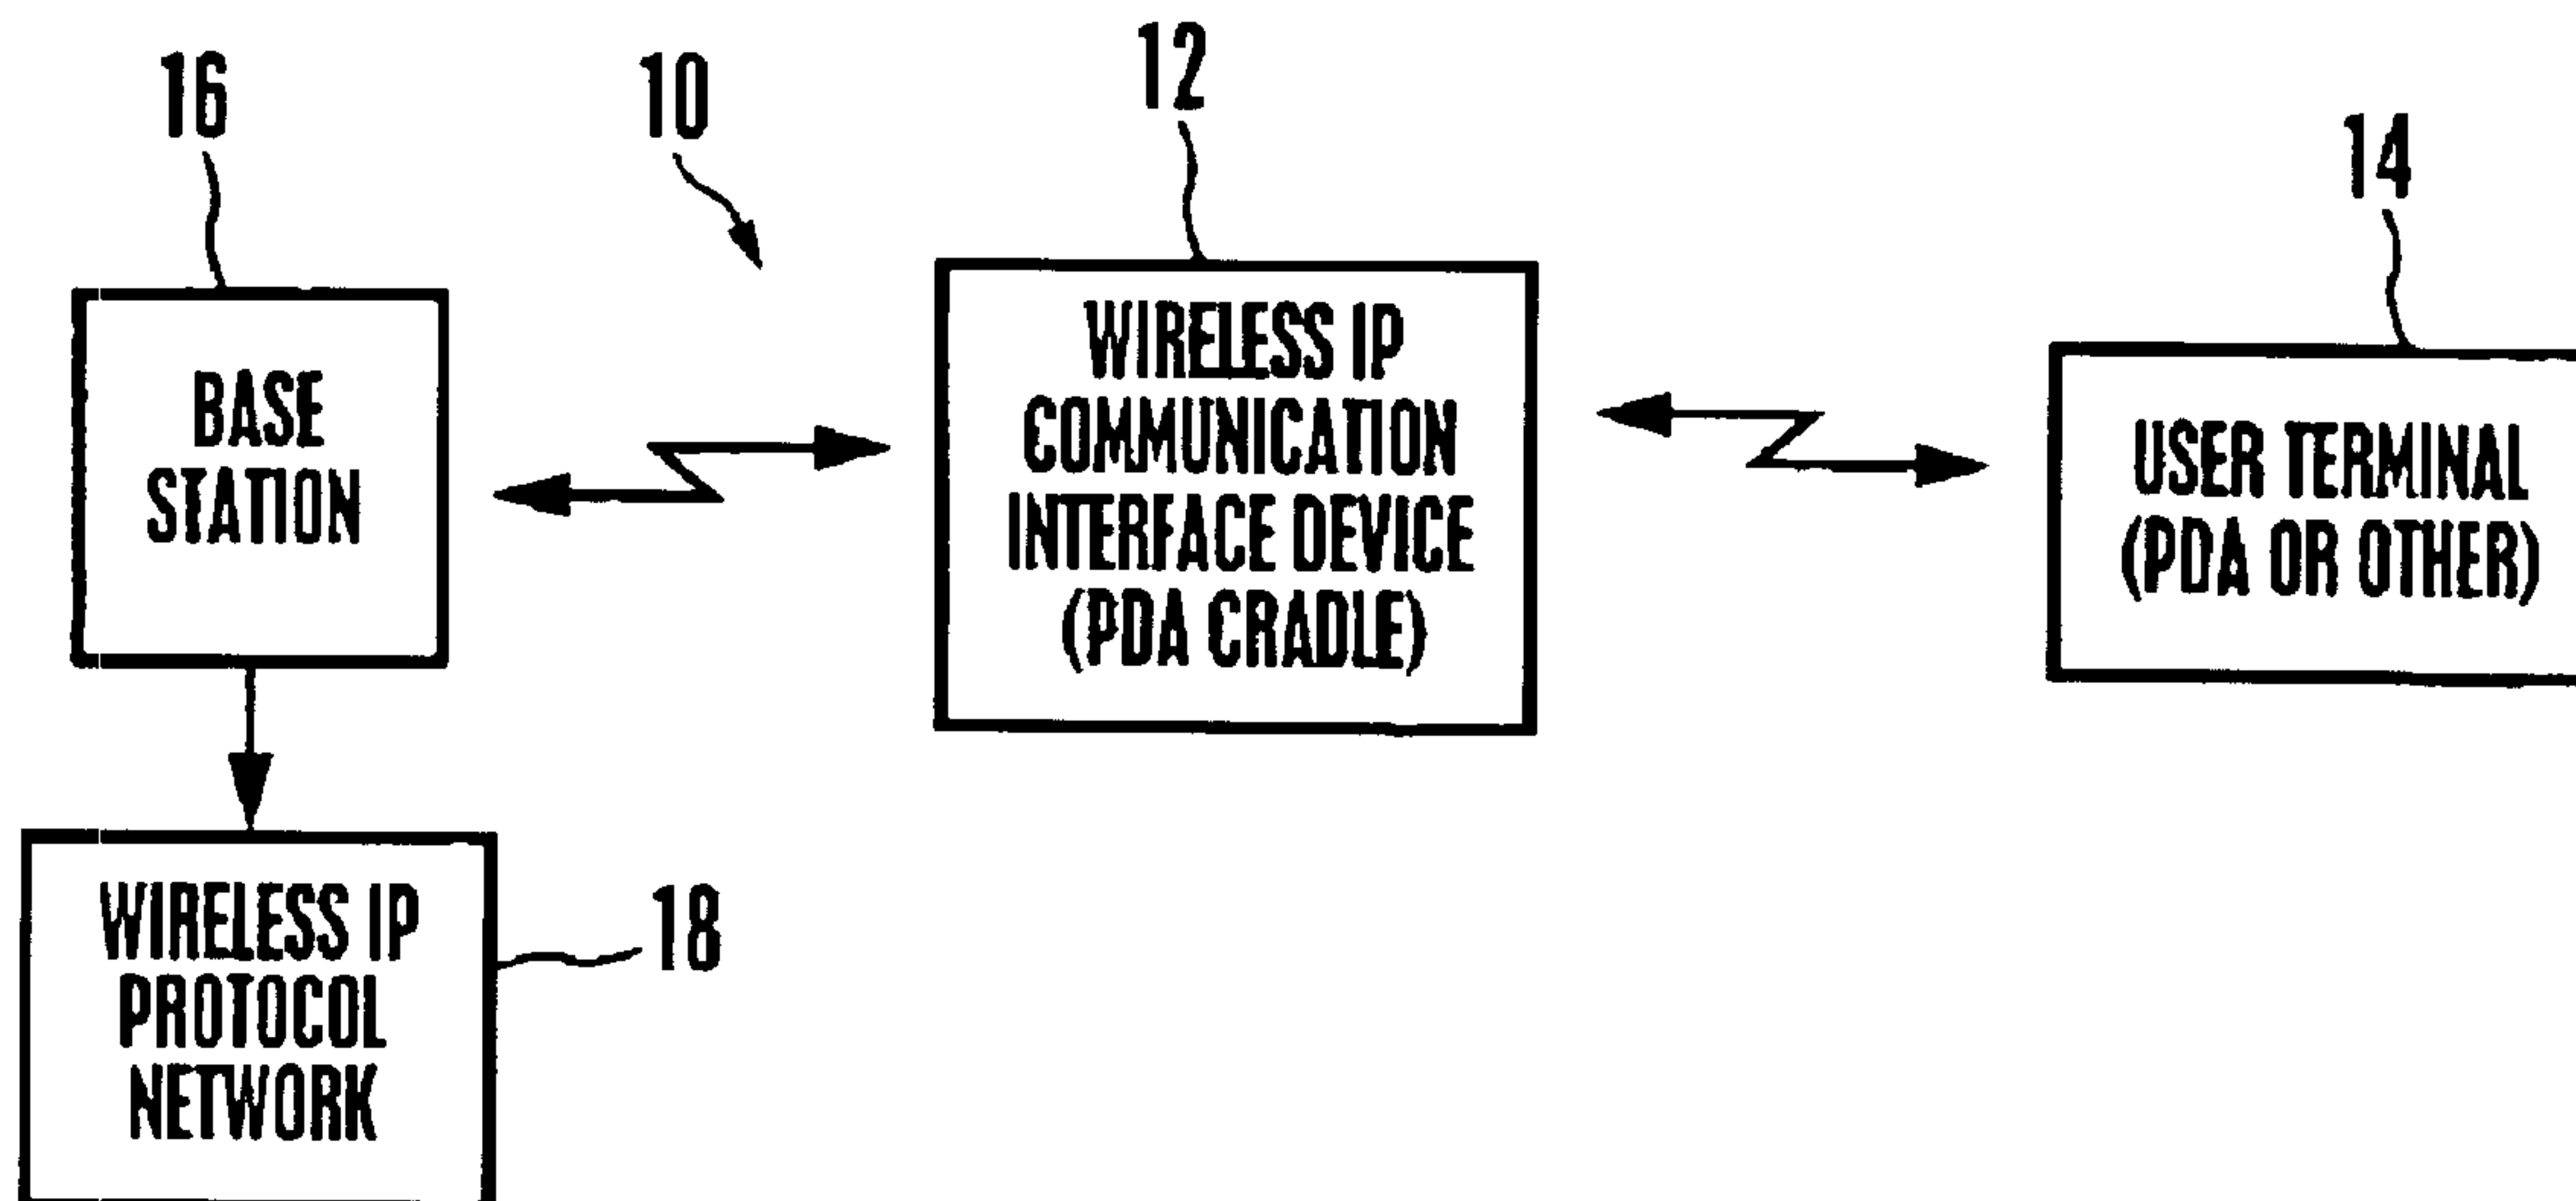 16
10
12
14
BASE
STATION
WIRELESS IP
COMMUNICATION
INTERFACE DEVICE
(PDA CRADLE)
USER TERMINAL
(PDA OR OTHER)
WIRELESS IP
PROTOCOL
NETWORK
18